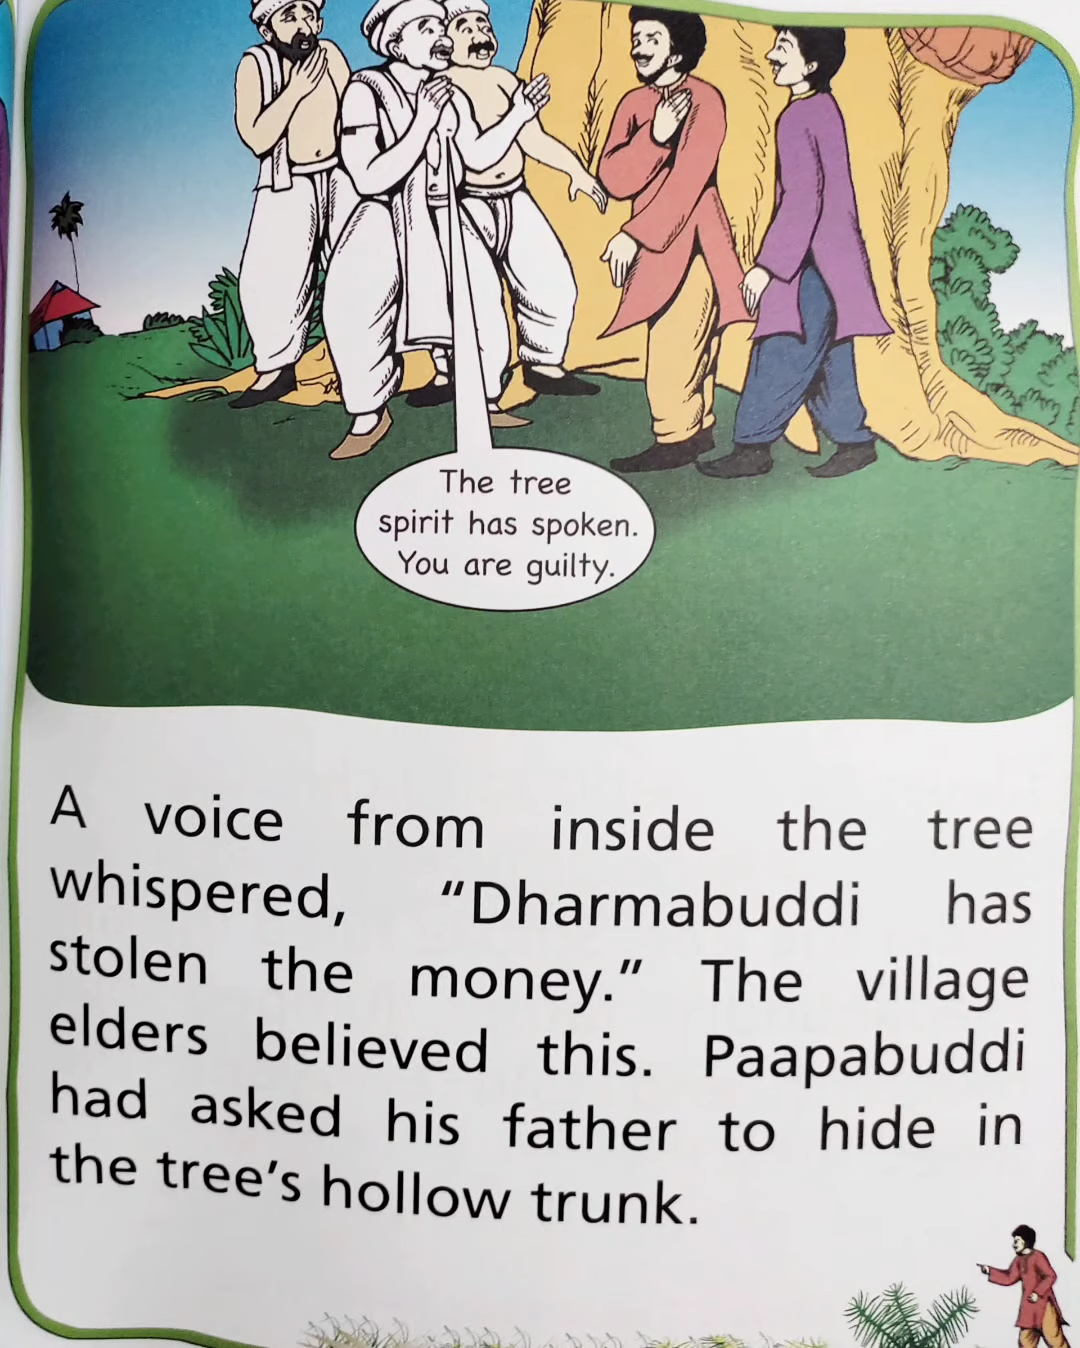 The tree
spirit has spoken.
You are guilty.
A voice from inside the tree
whispered, “Dharmabuddi has
stolen the money.” The village
elders believed this. Paapabuddi
had asked his father to hide in
the tree’s hollow trunk.